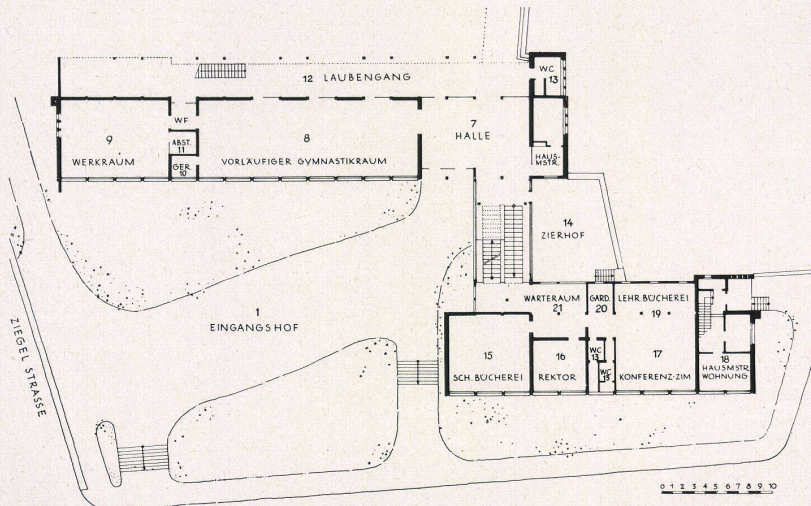 12 LAUBENGANG
WC
13
7
HALLE
HAUS-
MSTR.
9
WERKRAUM
WF
ABST.
11
GER.
10
8
VORLÄUFIGER GYMNASTIKRAUM
14
ZIERHOF
1
EINGANGSHOF
ZIEGELSTRASSE
WARTERAUM
21
GARD.
20
LEHR. BÜCHEREI
19
15
SCH. BÜCHEREI
16
REKTOR
WC
13
WC
13
17
KONFERENZ-ZIM
18
HAUSMSTR.
WOHNUNG
0 1 2 3 4 5 6 7 8 9 10